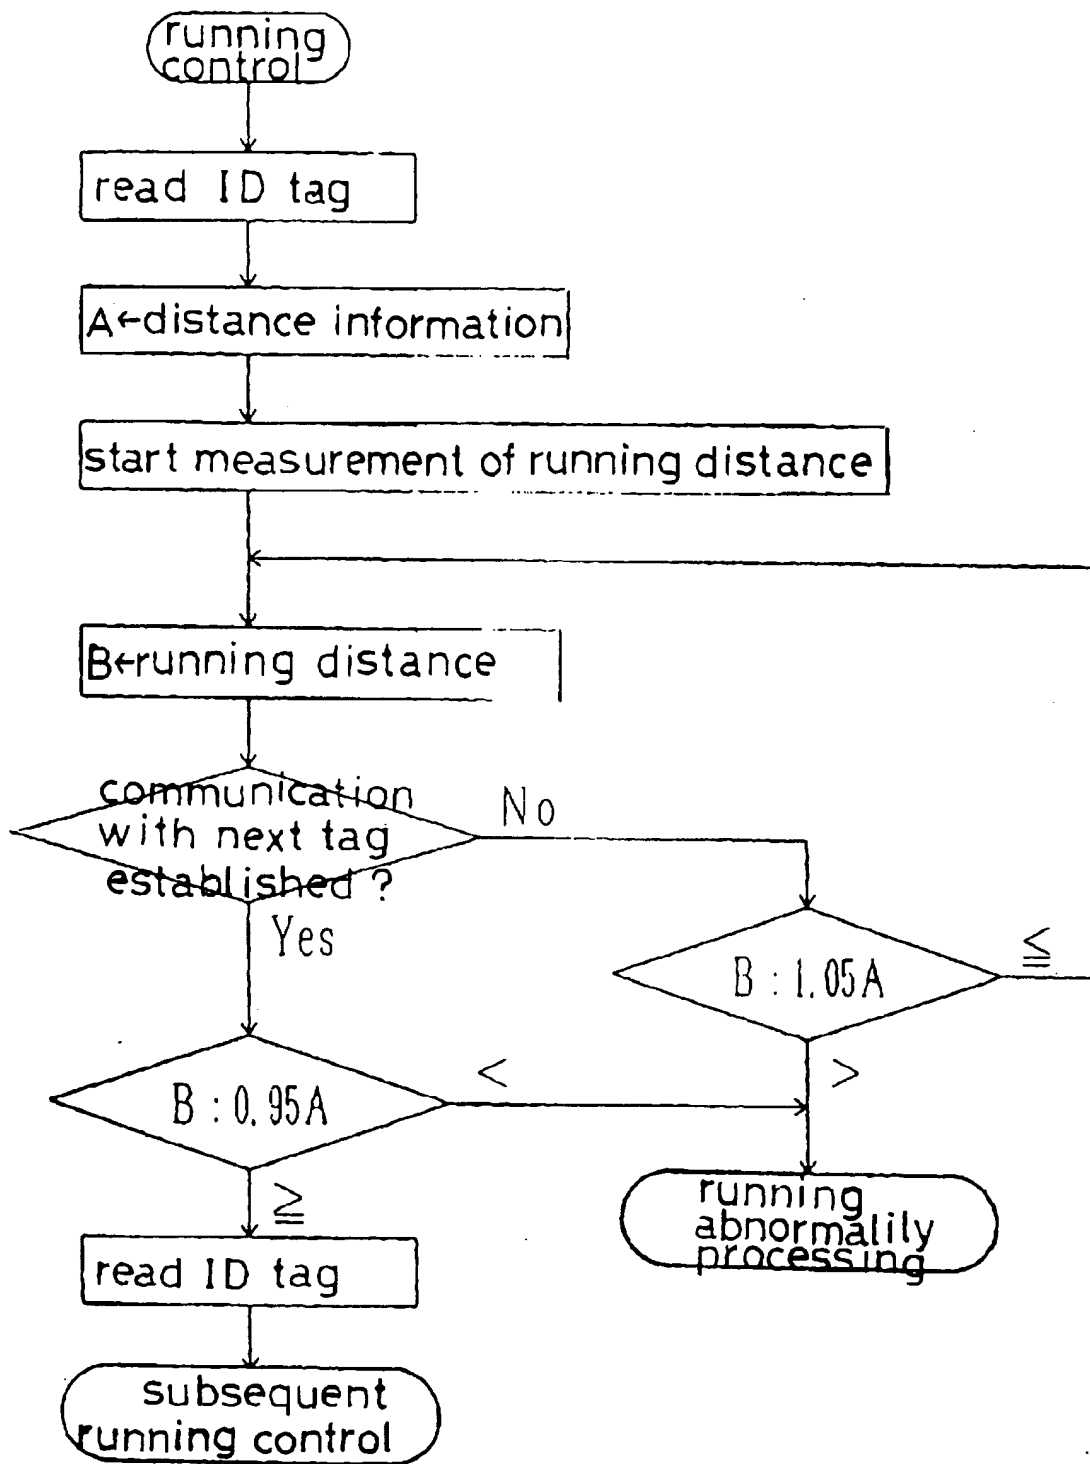 running
control
read ID tag
A←distance information
start measurement of running distance
B←running distance
communication
with next tag
established ?
No
Yes
B : 1.05A
≦
>
B : 0.95A
<
≧
running
abnormalily
processing
read ID tag
subsequent
running control